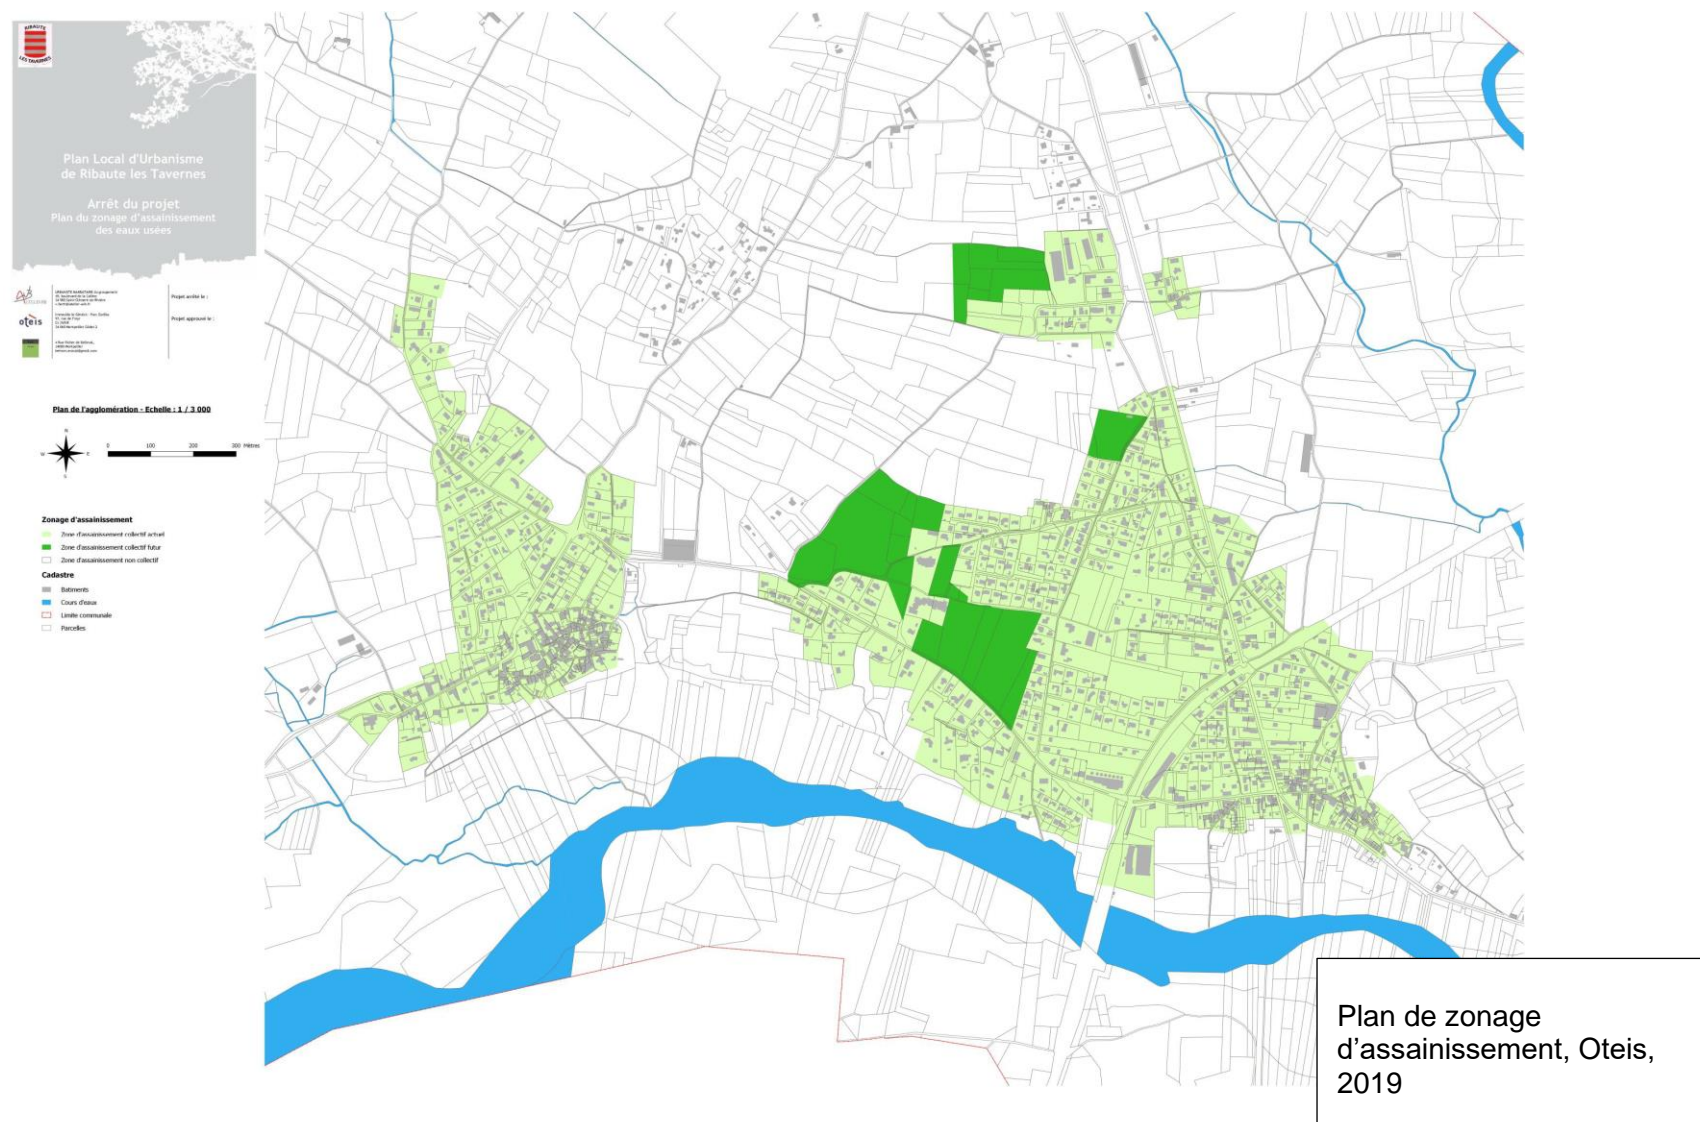 RIBAUTE
LES TAVERNES
Plan Local d'Urbanisme
de Ribaute les Tavernes
Arrêt du projet
Plan du zonage d'assainissement
des eaux usées
Projet arrêté le :
oteis
Projet approuvé le :
Plan de l'agglomération - Echelle : 1 / 3 000
N
W E
S
0 100 200 300 Mètres
Zonage d'assainissement
Zone d'assainissement collectif actuel
Zone d'assainissement collectif futur
Zone d'assainissement non collectif
Cadastre
Batiments
Cours d'eaux
Limite communale
Parcelles
Plan de zonage
d'assainissement, Oteis,
2019